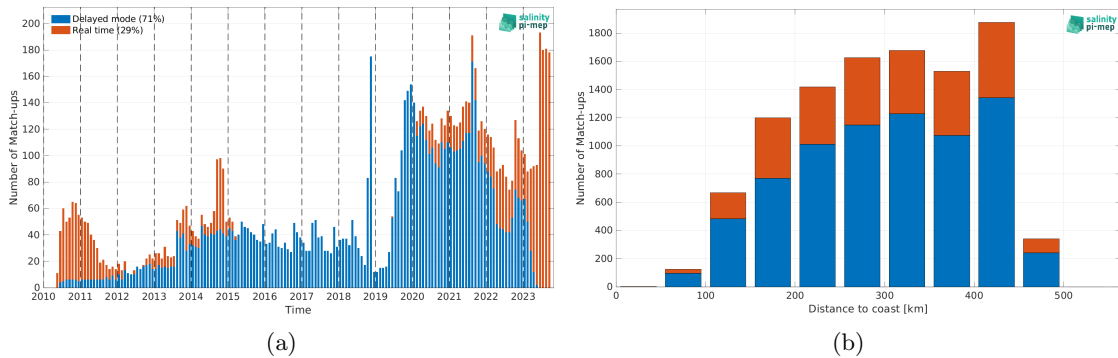 Delayed mode (71%)
Real time (29%)
salinity
pi-mep
200
180
160
140
120
100
80
60
40
20
0
Number of Match-ups
2010 2011 2012 2013 2014 2015 2016 2017 2018 2019 2020 2021 2022 2023
Time
(a)
salinity
pi-mep
1800
1600
1400
1200
1000
800
600
400
200
0
Number of Match-ups
0 100 200 300 400 500
Distance to coast [km]
(b)